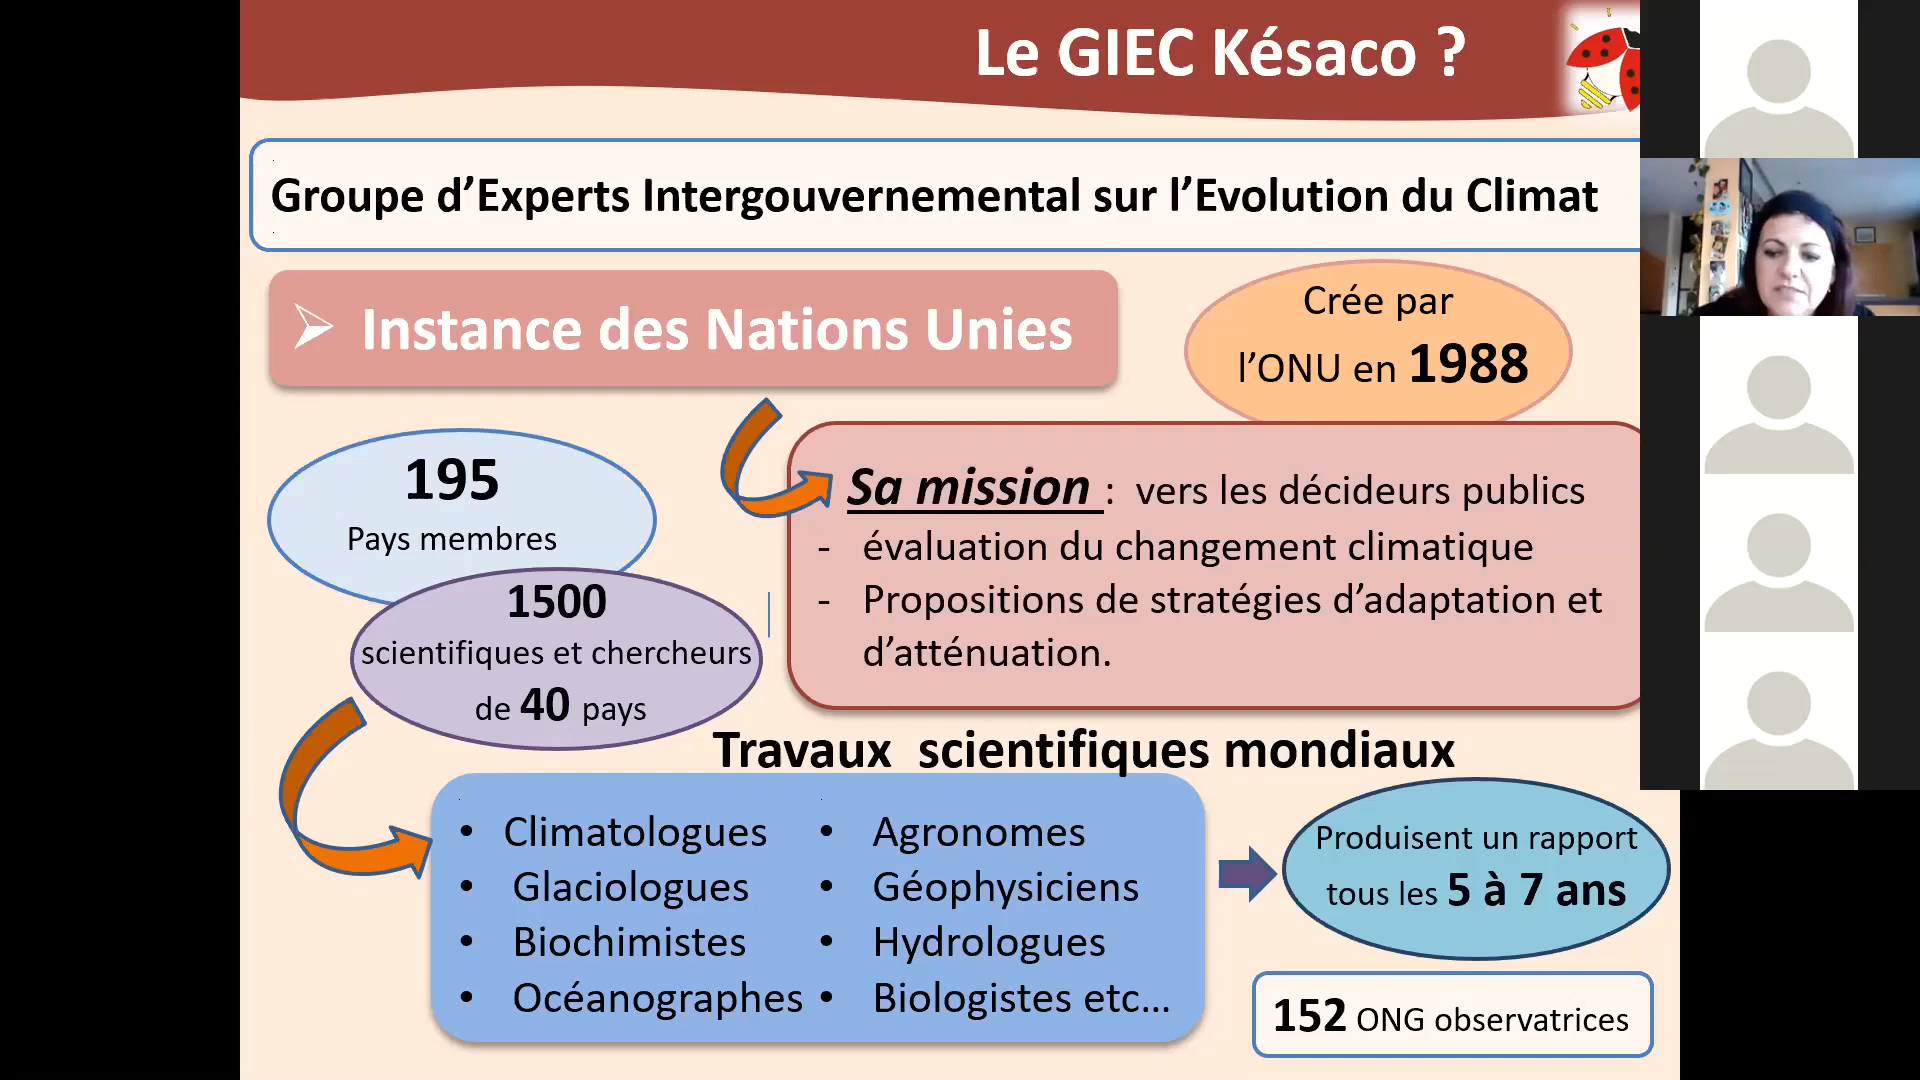 Le GIEC Késaco ?
Groupe d’Experts Intergouvernemental sur l’Evolution du Climat
Instance des Nations Unies
Crée par
l’ONU en 1988
195
Pays membres
1500
scientifiques et chercheurs
de 40 pays
Sa mission : vers les décideurs publics
- évaluation du changement climatique
- Propositions de stratégies d’adaptation et
d’atténuation.
Travaux scientifiques mondiaux
• Climatologues
• Glaciologues
• Biochimistes
• Océanographes
• Agronomes
• Géophysiciens
• Hydrologues
• Biologistes etc…
Produisent un rapport
tous les 5 à 7 ans
152 ONG observatrices